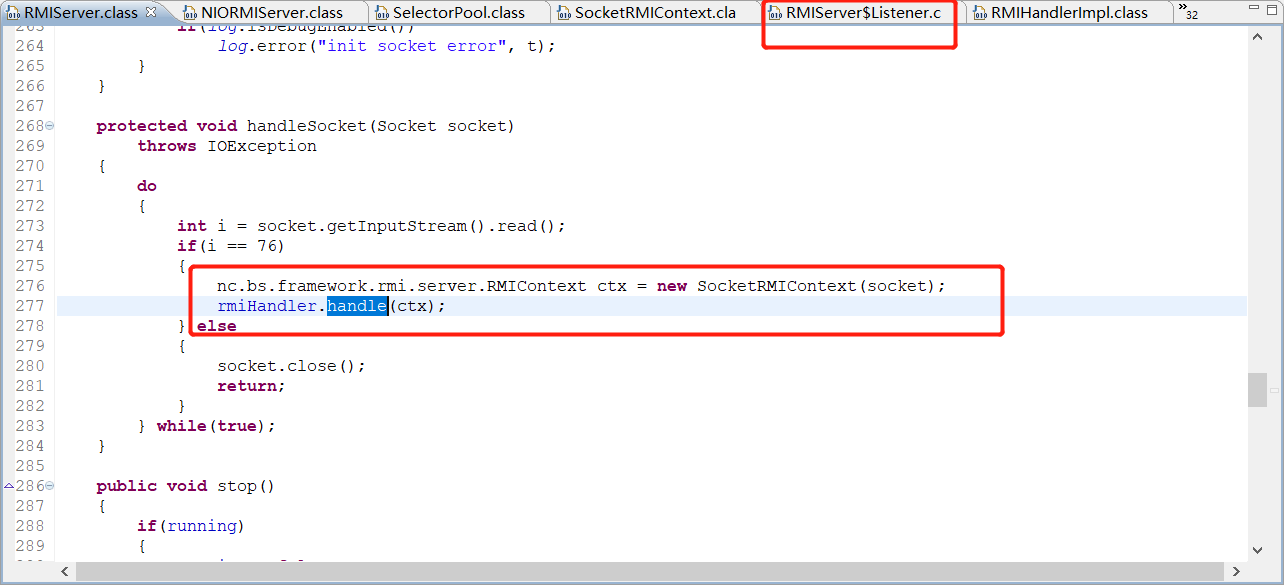 RMIServer.class NIORMIServer.class SelectorPool.class SocketRMIContext.cla RMIServer$Listener.c RMIHandlerImpl.class »32
263 if(log.isDebugEnabled())
264 log.error("init socket error", t);
265 }
266 }
267
268 protected void handleSocket(Socket socket)
269 throws IOException
270 {
271 do
272 {
273 int i = socket.getInputStream().read();
274 if(i == 76)
275 {
276 nc.bs.framework.rmi.server.RMIContext ctx = new SocketRMIContext(socket);
277 rmiHandler.handle(ctx);
278 } else
279 {
280 socket.close();
281 return;
282 }
283 } while(true);
284 }
285
286 public void stop()
287 {
288 if(running)
289 {